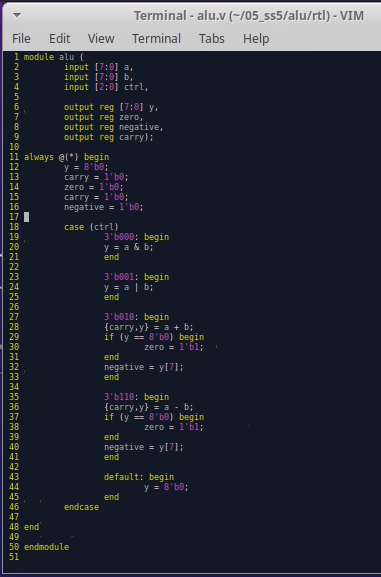 Terminal - alu.v (~/05_ss5/alu/rtl) - VIM
File Edit View Terminal Tabs Help
1 module alu (
2 input [7:0] a,
3 input [7:0] b,
4 input [2:0] ctrl,
5
6 output reg [7:0] y,
7 output reg zero,
8 output reg negative,
9 output reg carry);
10
11 always @(*) begin
12 y = 8'b0;
13 carry = 1'b0;
14 zero = 1'b0;
15 carry = 1'b0;
16 negative = 1'b0;
17
18 case (ctrl)
19 3'b000: begin
20 y = a & b;
21 end
22
23 3'b001: begin
24 y = a | b;
25 end
26
27 3'b010: begin
28 {carry,y} = a + b;
29 if (y == 8'b0) begin
30 zero = 1'b1;
31 end
32 negative = y[7];
33 end
34
35 3'b110: begin
36 {carry,y} = a - b;
37 if (y == 8'b0) begin
38 zero = 1'b1;
39 end
40 negative = y[7];
41 end
42
43 default: begin
44 y = 8'b0;
45 end
46 endcase
47
48 end
49
50 endmodule
51